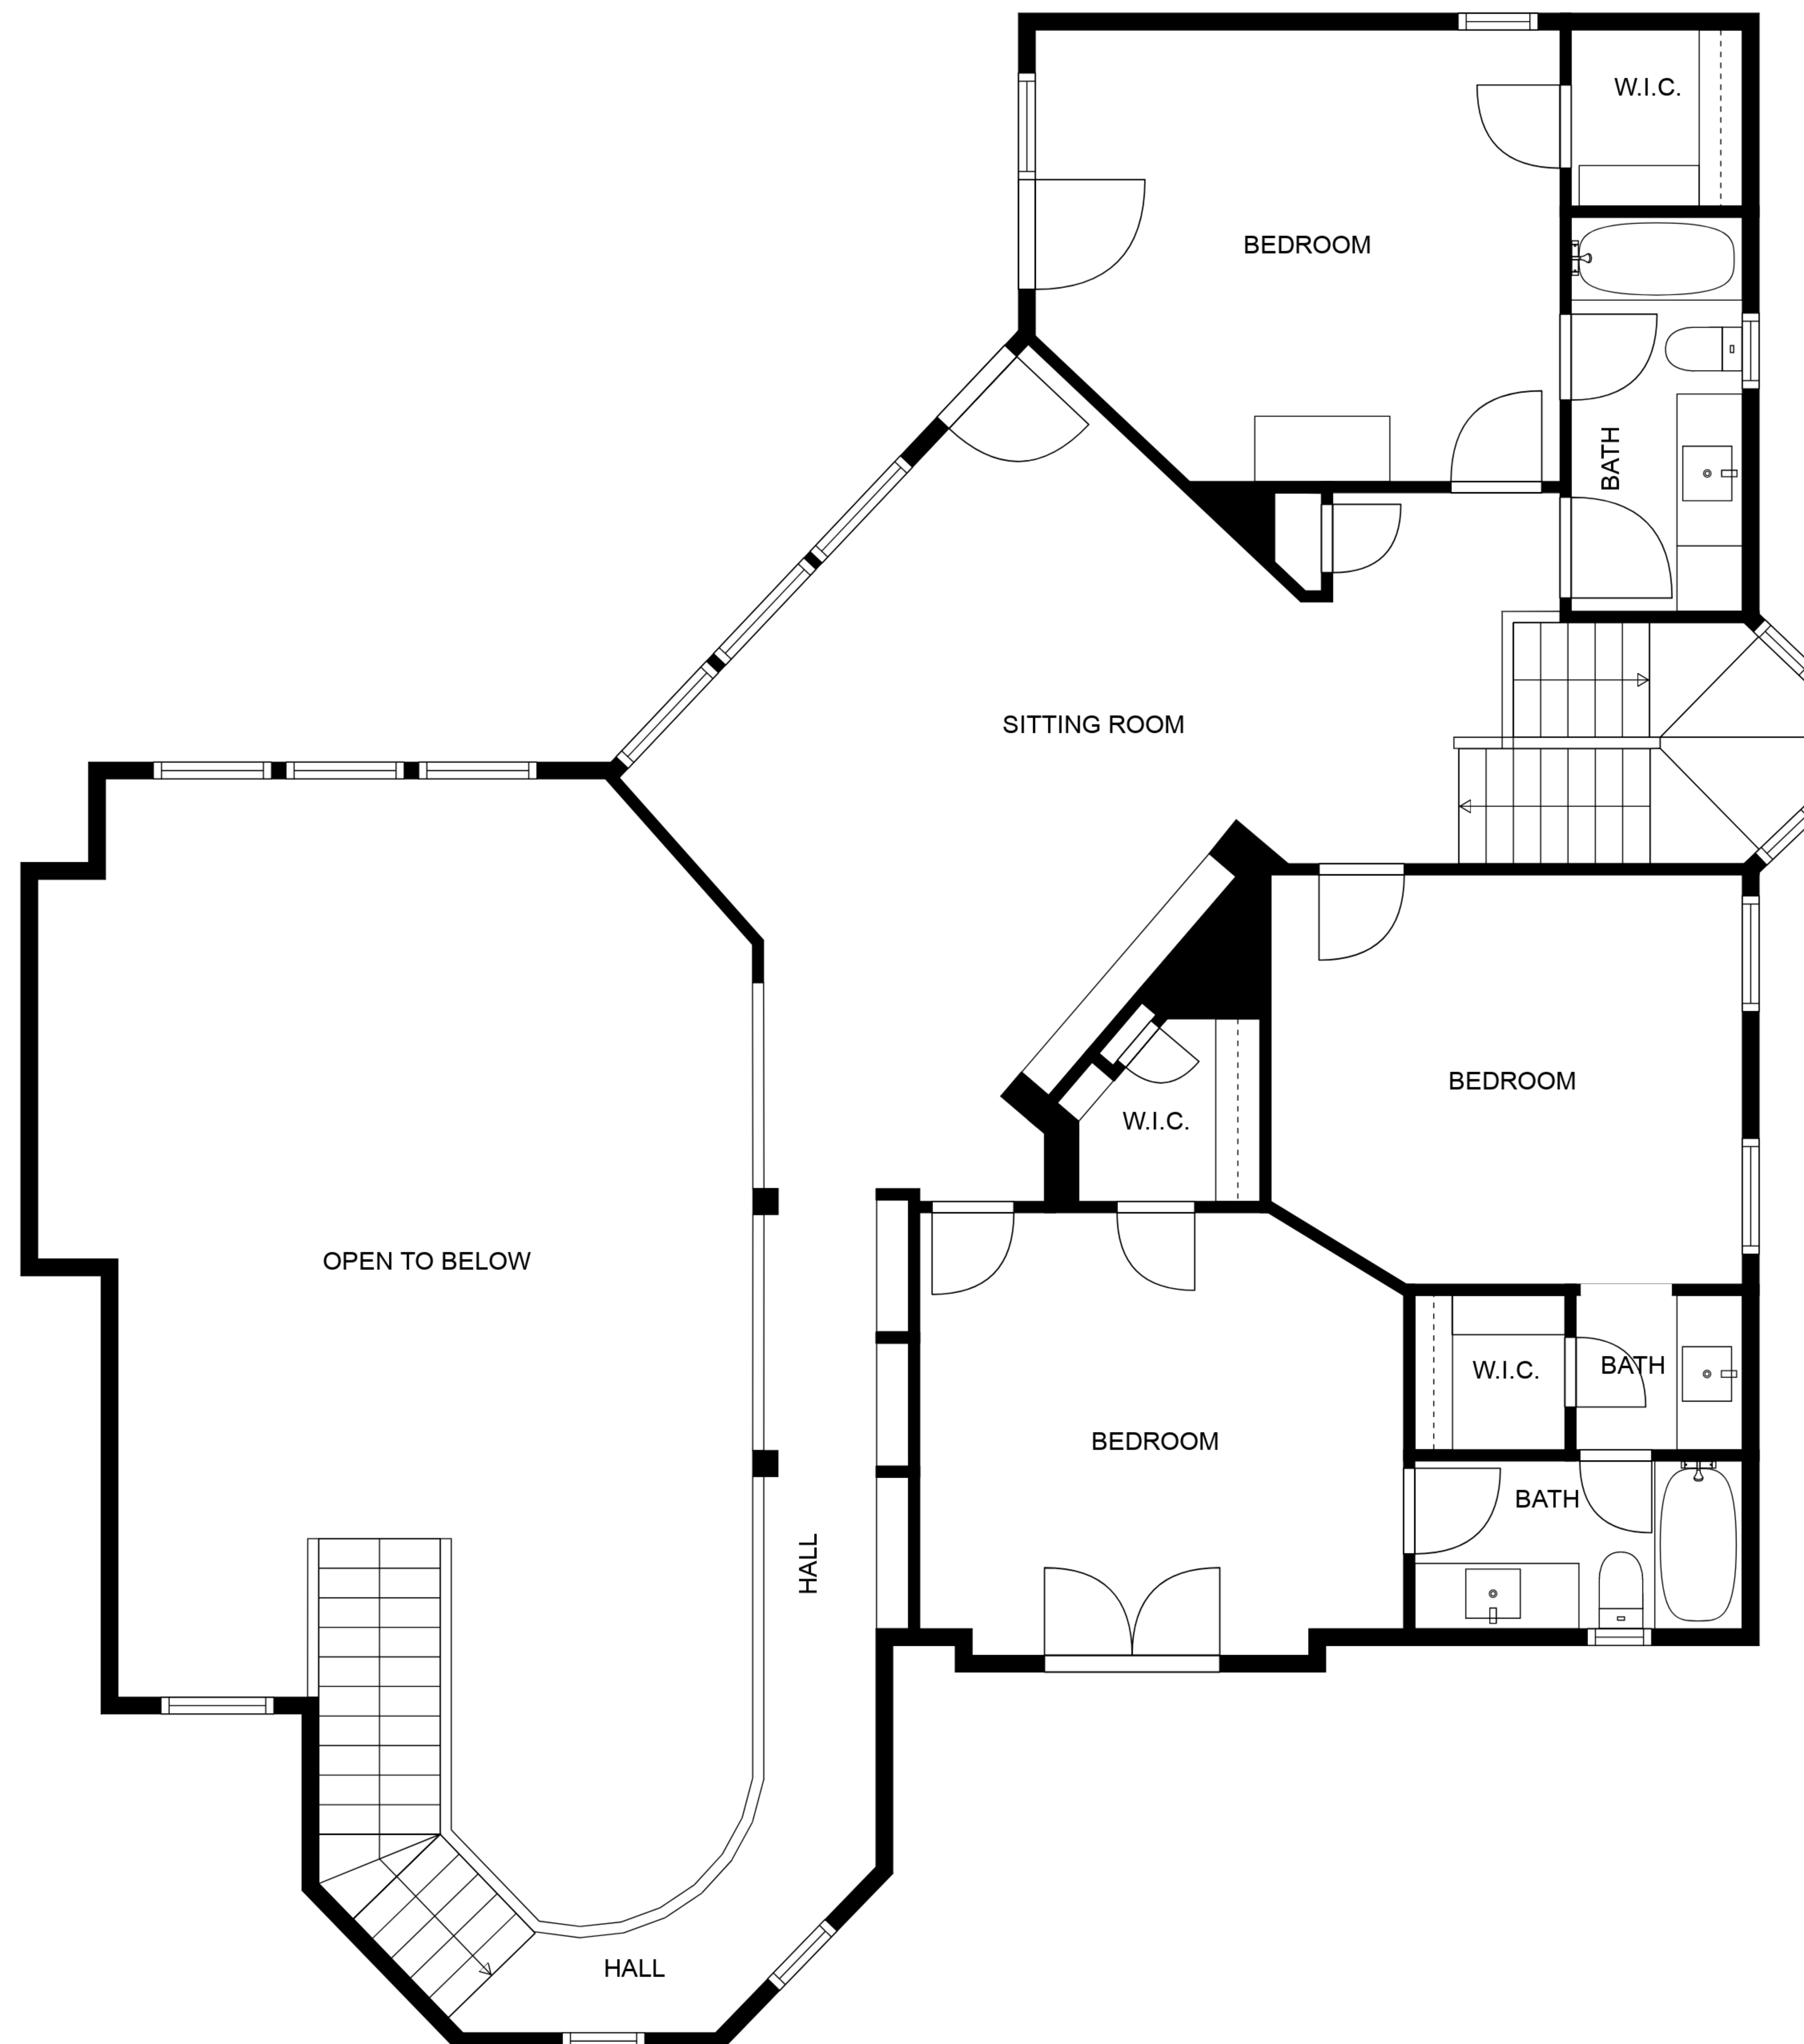 W.I.C.
BEDROOM
BATH
SITTING ROOM
BEDROOM
W.I.C.
OPEN TO BELOW
W.I.C.
BATH
BEDROOM
BATH
HALL
HALL